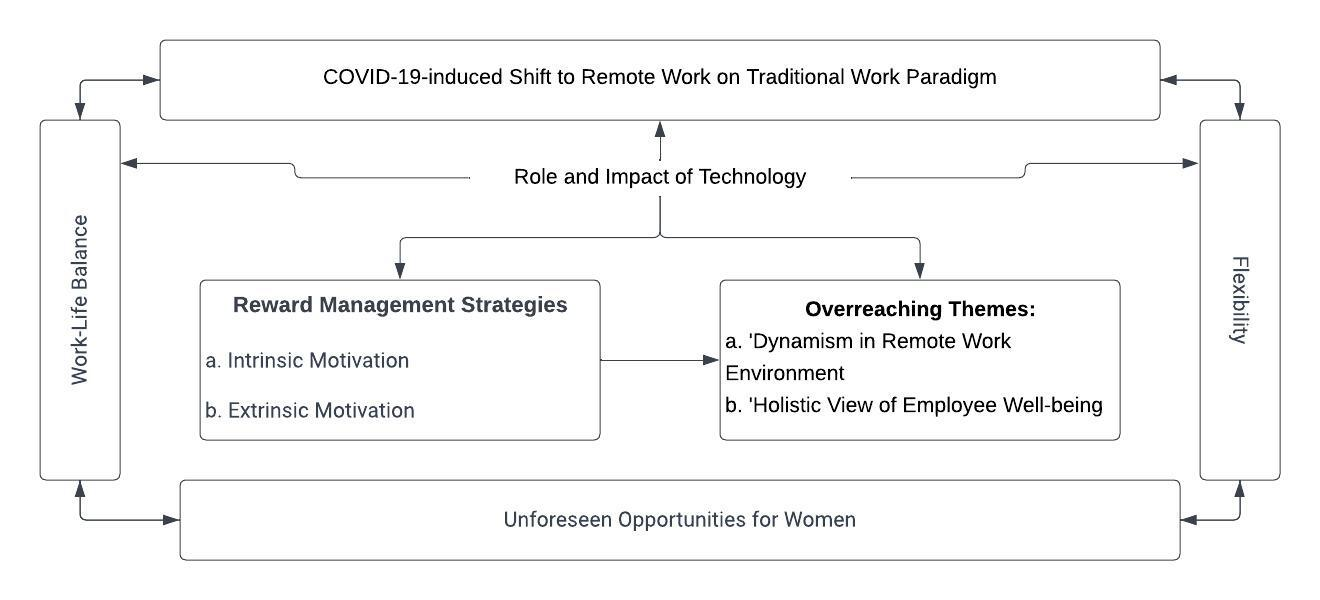 COVID-19-induced Shift to Remote Work on Traditional Work Paradigm
Role and Impact of Technology
Work-Life Balance
Flexibility
Reward Management Strategies
a. Intrinsic Motivation
b. Extrinsic Motivation
Overreaching Themes:
a. 'Dynamism in Remote Work
Environment
b. 'Holistic View of Employee Well-being
Unforeseen Opportunities for Women